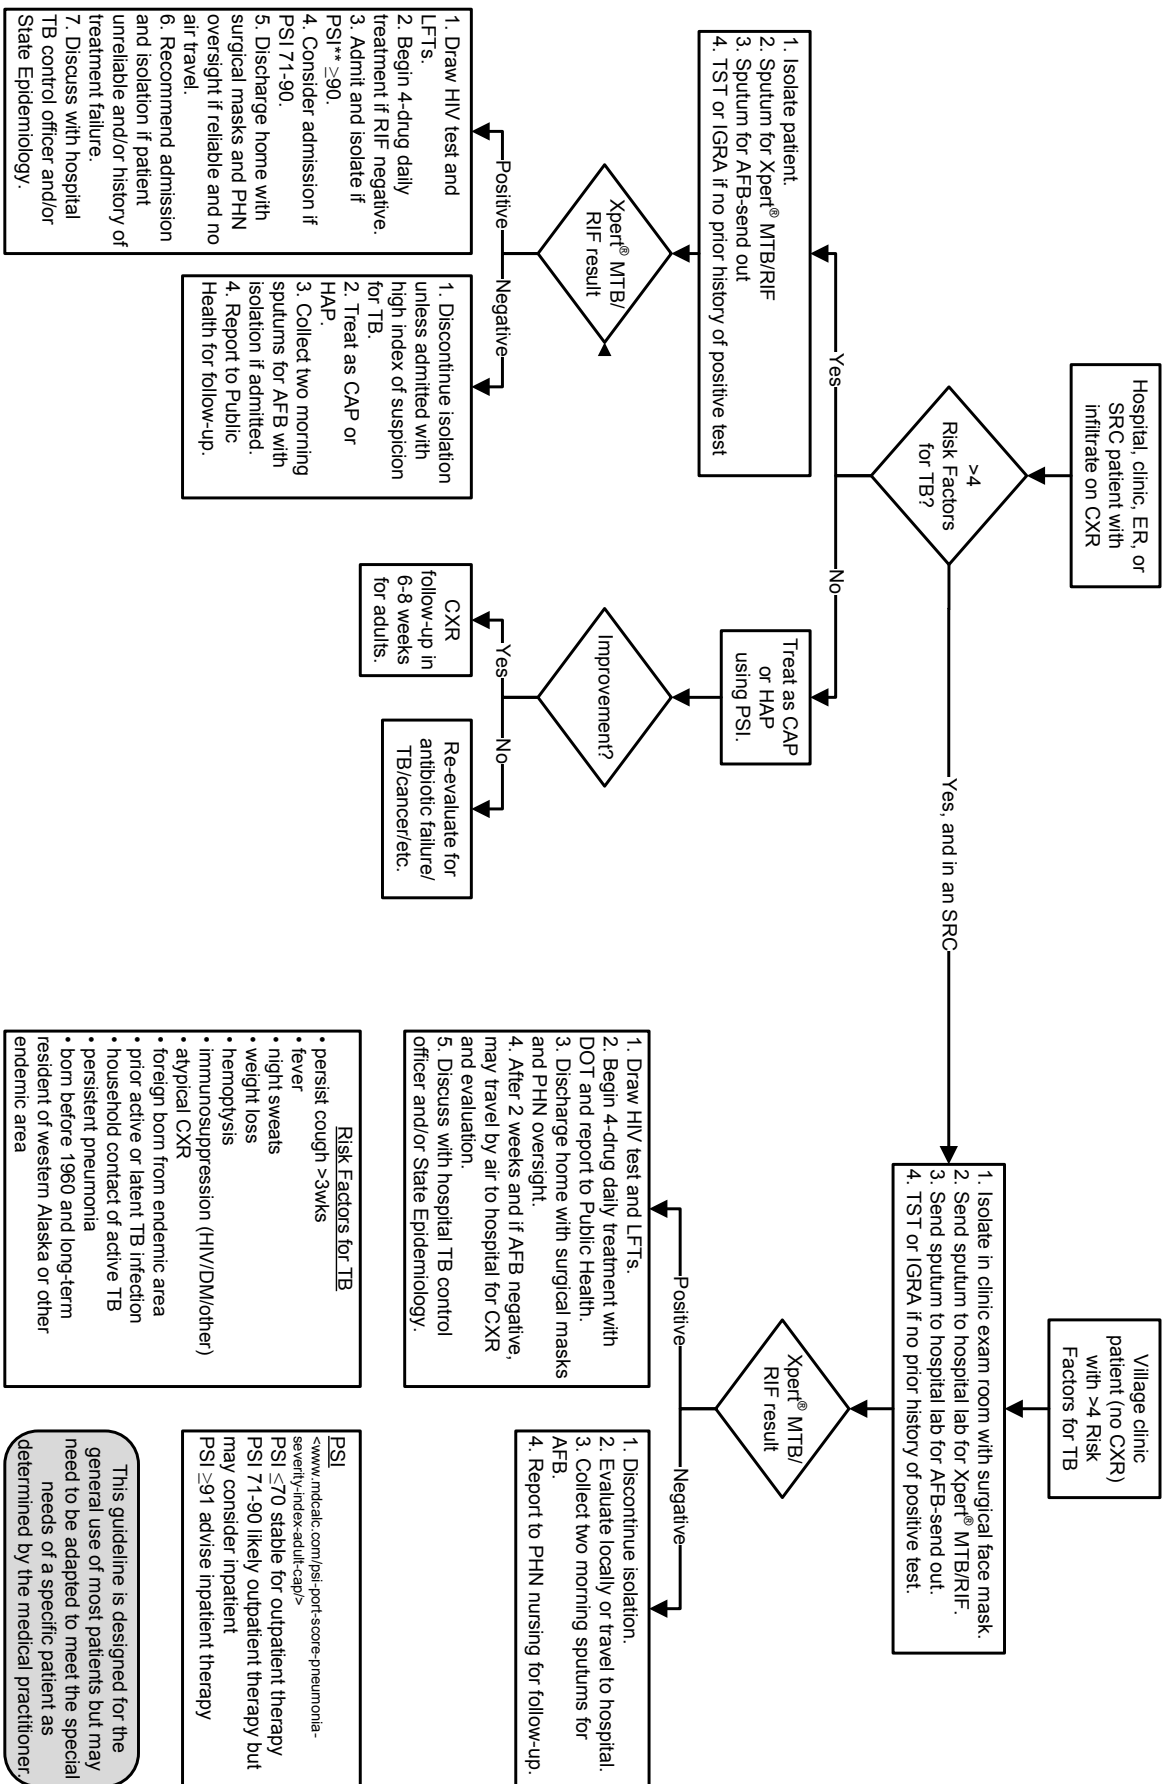 Hospital, clinic, ER, or
SRC patient with
infiltrate on CXR
>4
Risk Factors
for TB?
Yes
No
Yes, and in an SRC
1. Isolate patient.
2. Sputum for Xpert® MTB/RIF
3. Sputum for AFB-send out
4. TST or IGRA if no prior history of positive test
Xpert® MTB/
RIF result
Positive
Negative
1. Draw HIV test and
LFTs.
2. Begin 4-drug daily
treatment if RIF negative.
3. Admit and isolate if
PSI** ≥90.
4. Consider admission if
PSI 71-90.
5. Discharge home with
surgical masks and PHN
oversight if reliable and no
air travel.
6. Recommend admission
and isolation if patient
unreliable and/or history of
treatment failure.
7. Discuss with hospital
TB control officer and/or
State Epidemiology.
1. Discontinue isolation
unless admitted with
high index of suspicion
for TB.
2. Treat as CAP or
HAP.
3. Collect two morning
sputums for AFB with
isolation if admitted.
4. Report to Public
Health for follow-up.
Treat as CAP
or HAP
using PSI.
Improvement?
Yes
No
CXR
follow-up in
6-8 weeks
for adults.
Re-evaluate for
antibiotic failure/
TB/cancer/etc.
Village clinic
patient (no CXR)
with >4 Risk
Factors for TB
1. Isolate in clinic exam room with surgical face mask.
2. Send sputum to hospital lab for Xpert® MTB/RIF.
3. Send sputum to hospital lab for AFB-send out.
4. TST or IGRA if no prior history of positive test.
Xpert® MTB/
RIF result
Positive
Negative
1. Draw HIV test and LFTs.
2. Begin 4-drug daily treatment with
DOT and report to Public Health.
3. Discharge home with surgical masks
and PHN oversight.
4. After 2 weeks and if AFB negative,
may travel by air to hospital for CXR
and evaluation.
5. Discuss with hospital TB control
officer and/or State Epidemiology.
1. Discontinue isolation.
2. Evaluate locally or travel to hospital.
3. Collect two morning sputums for
AFB.
4. Report to PHN nursing for follow-up.
Risk Factors for TB
• persist cough >3wks
• fever
• night sweats
• weight loss
• hemoptysis
• immunosuppression (HIV/DM/other)
• atypical CXR
• foreign born from endemic area
• prior active or latent TB infection
• household contact of active TB
• persistent pneumonia
• born before 1960 and long-term
resident of western Alaska or other
endemic area
PSI
<www.mdcalc.com/psi-port-score-pneumonia-
severity-index-adult-cap/>
PSI ≤70 stable for outpatient therapy
PSI 71-90 likely outpatient therapy but
may consider inpatient
PSI ≥91 advise inpatient therapy
This guideline is designed for the
general use of most patients but may
need to be adapted to meet the special
needs of a specific patient as
determined by the medical practitioner.